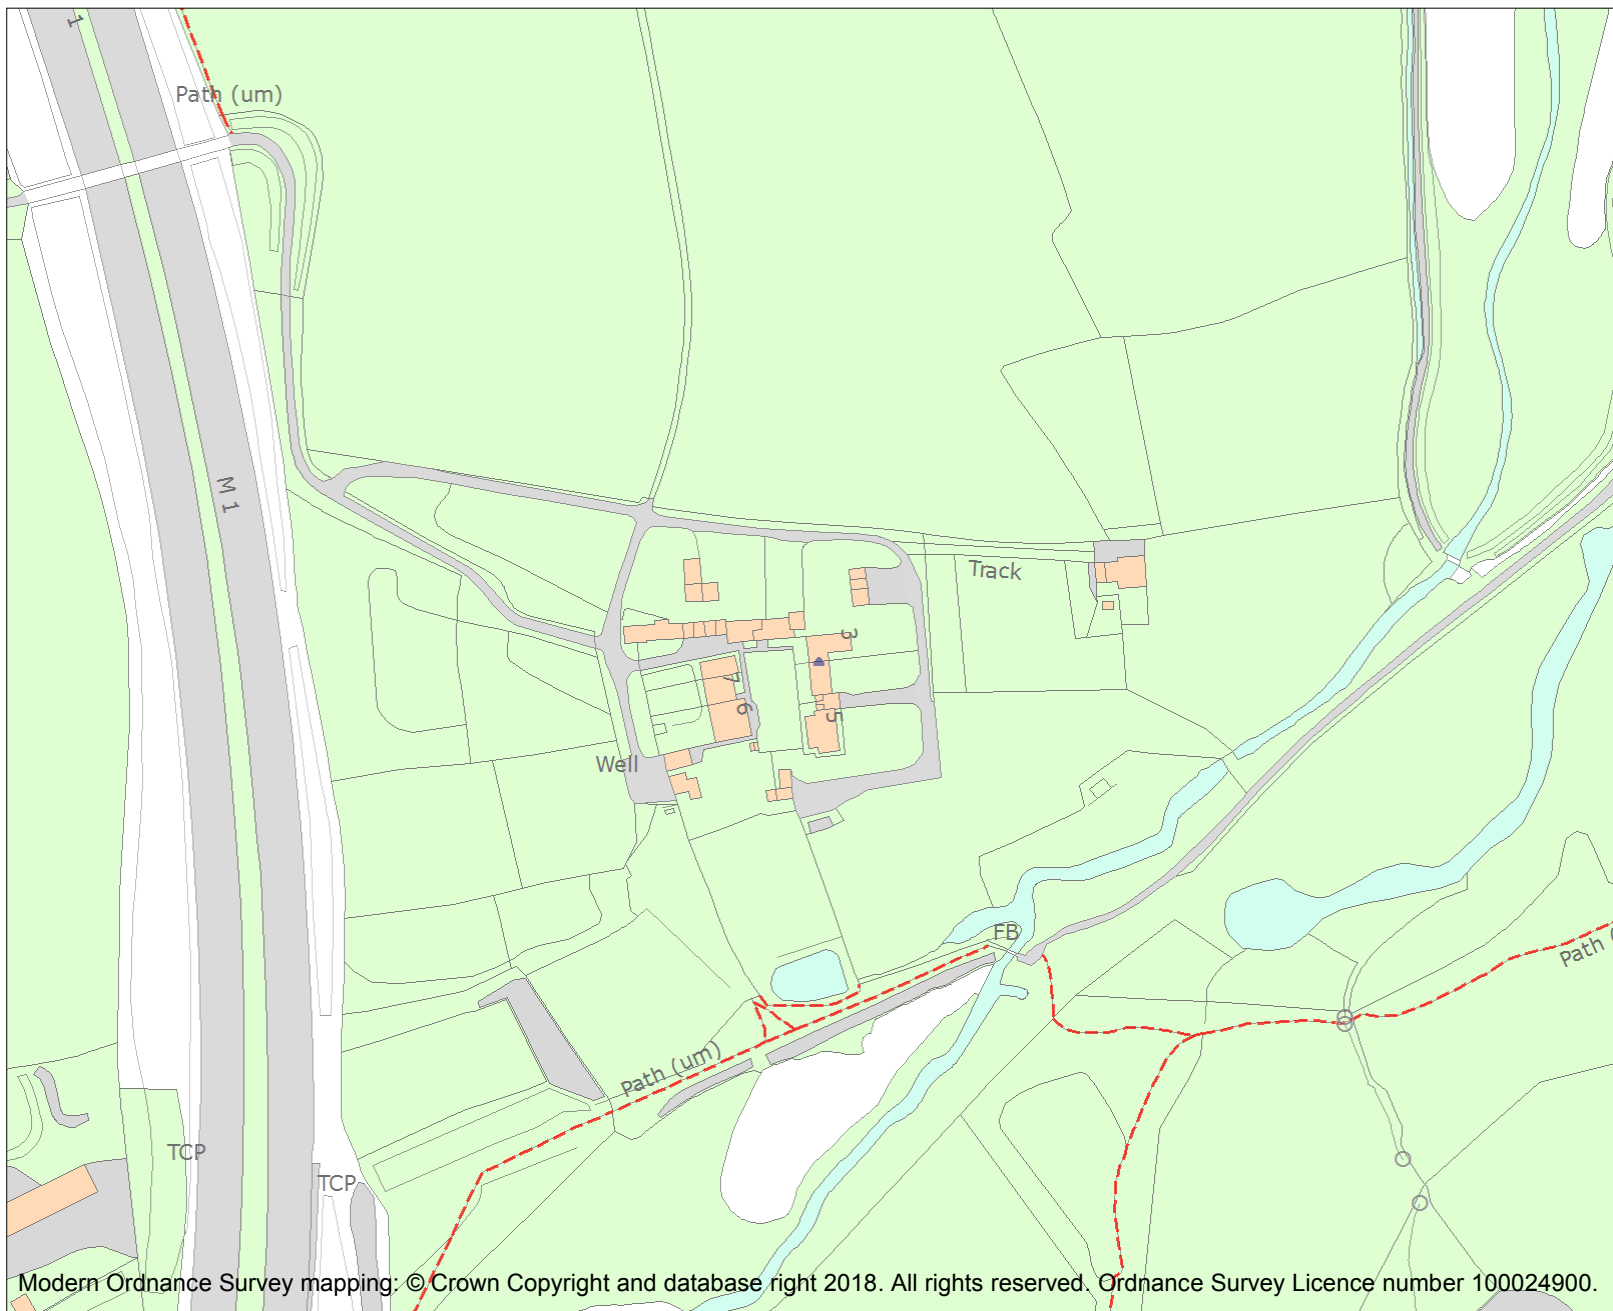 1
Path (um)
M 1
Track
3
7
6
5
Well
FB
Path (
Path (um)
TCP
TCP
Modern Ordnance Survey mapping: © Crown Copyright and database right 2018. All rights reserved. Ordnance Survey Licence number 100024900.